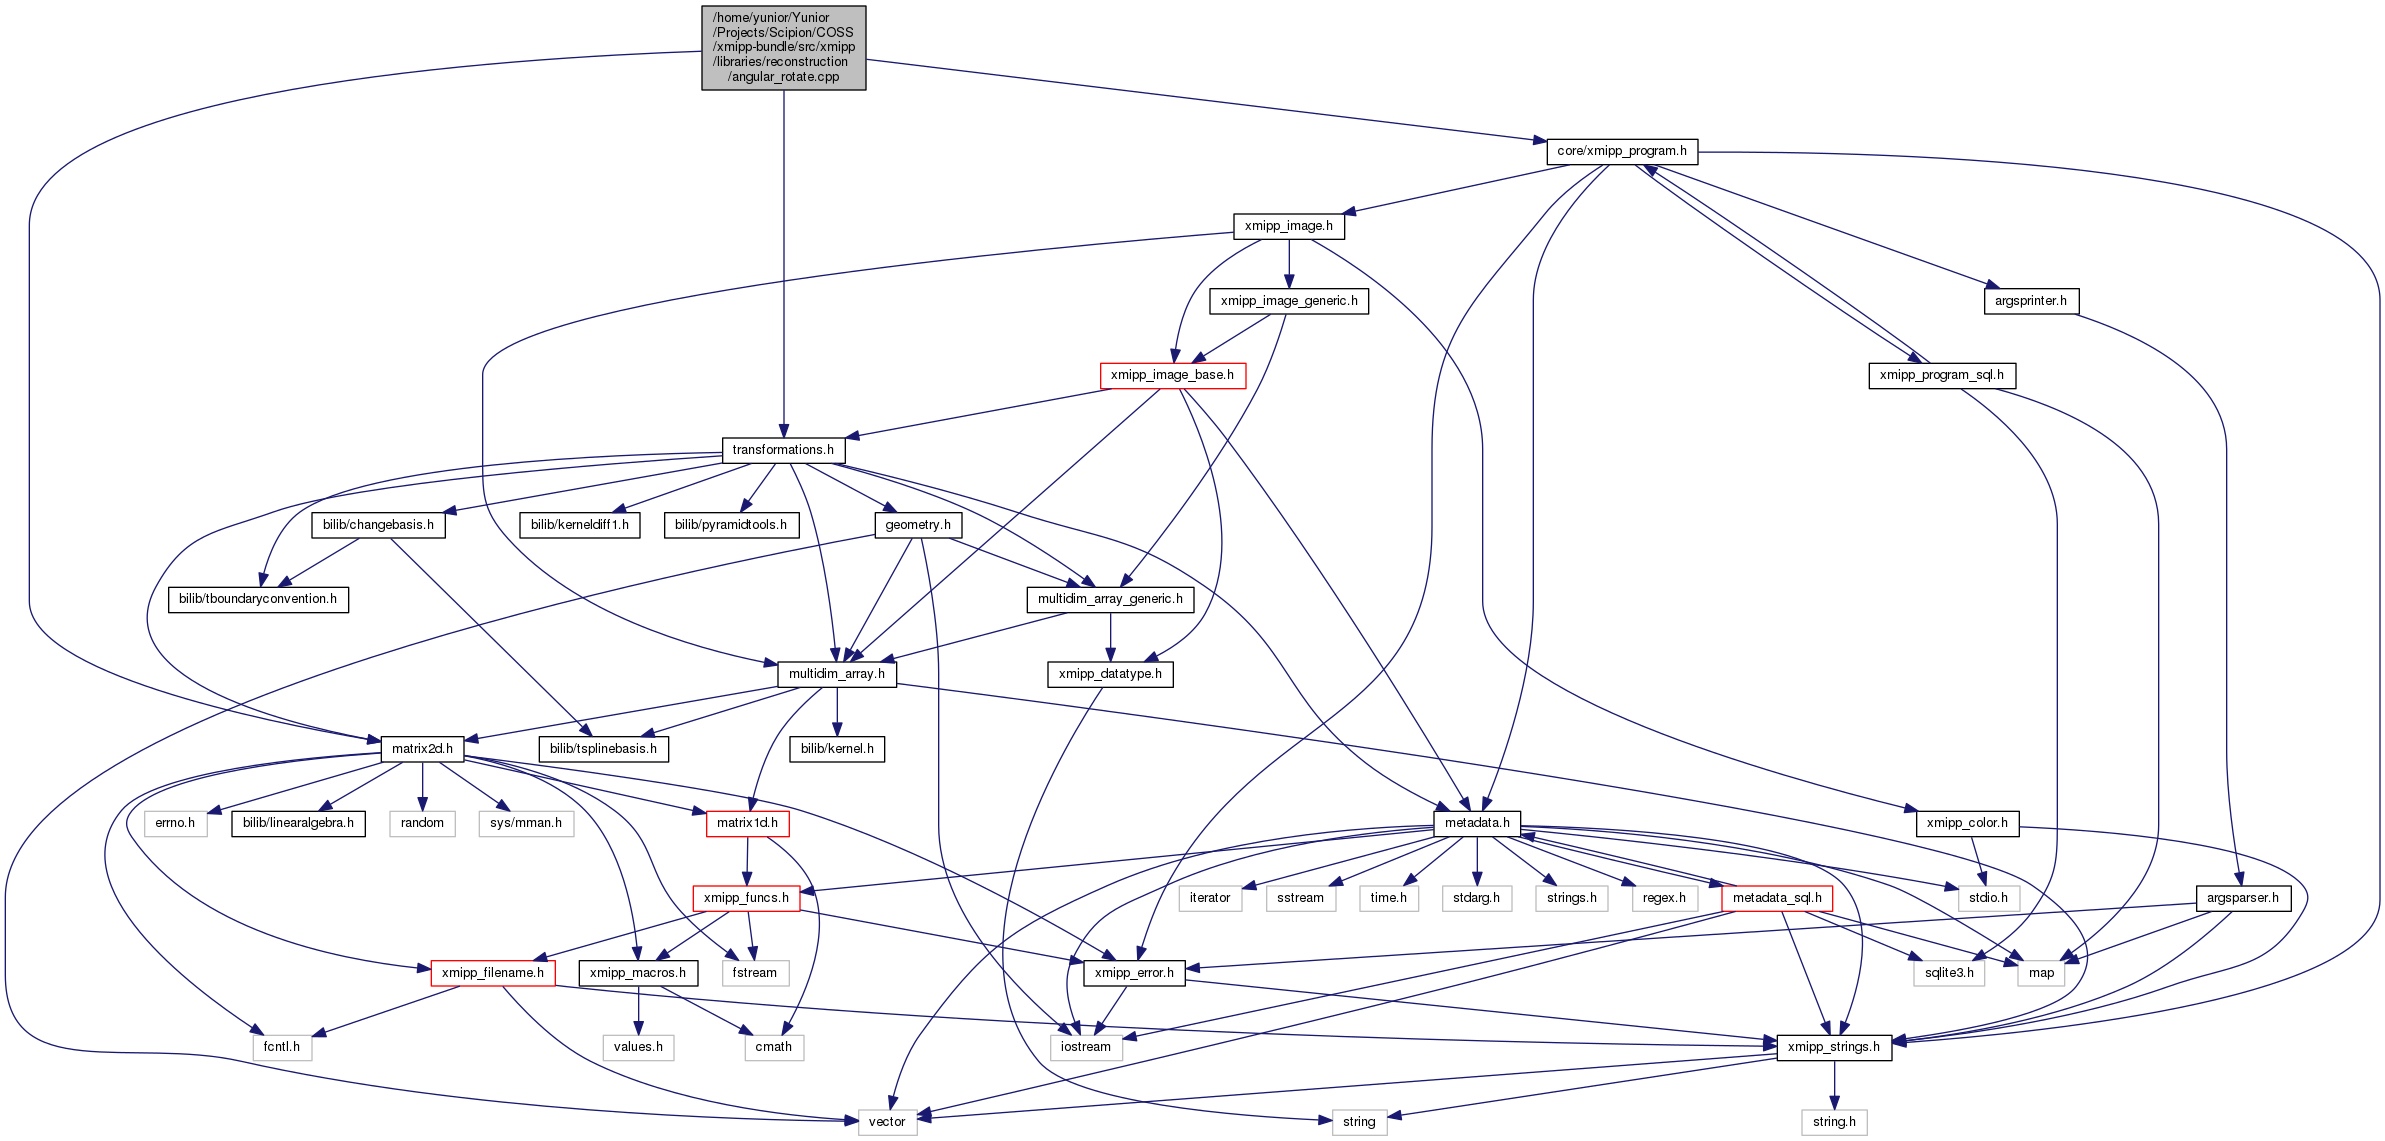 /home/yunior/Yunior
/Projects/Scipion/COSS
/xmipp-bundle/src/xmipp
/libraries/reconstruction
/angular_rotate.cpp
core/xmipp_program.h
xmipp_image.h
xmipp_image_generic.h
argsprinter.h
xmipp_image_base.h
xmipp_program_sql.h
transformations.h
bilib/changebasis.h
bilib/kerneldiff1.h
bilib/pyramidtools.h
geometry.h
bilib/tboundaryconvention.h
multidim_array_generic.h
multidim_array.h
xmipp_datatype.h
matrix2d.h
bilib/tsplinebasis.h
bilib/kernel.h
errno.h
bilib/linearalgebra.h
random
sys/mman.h
matrix1d.h
metadata.h
xmipp_color.h
xmipp_funcs.h
iterator
sstream
time.h
stdarg.h
strings.h
regex.h
metadata_sql.h
stdio.h
argsparser.h
xmipp_filename.h
xmipp_macros.h
fstream
xmipp_error.h
sqlite3.h
map
fcntl.h
values.h
cmath
iostream
xmipp_strings.h
vector
string
string.h